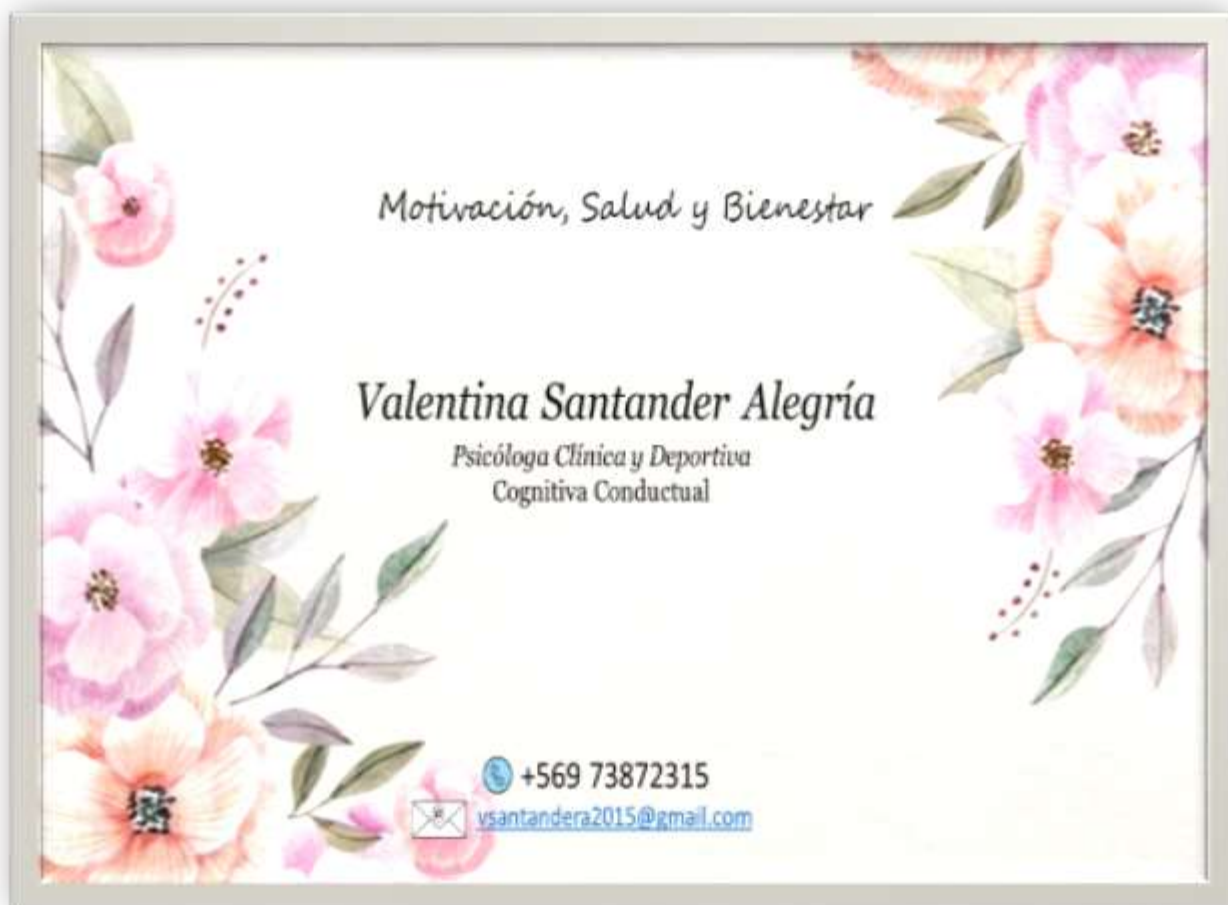 Motivación, Salud y Bienestar
Valentina Santander Alegría
Psicóloga Clínica y Deportiva
Cognitiva Conductual
+569 73872315
vsantandera2015@gmail.com